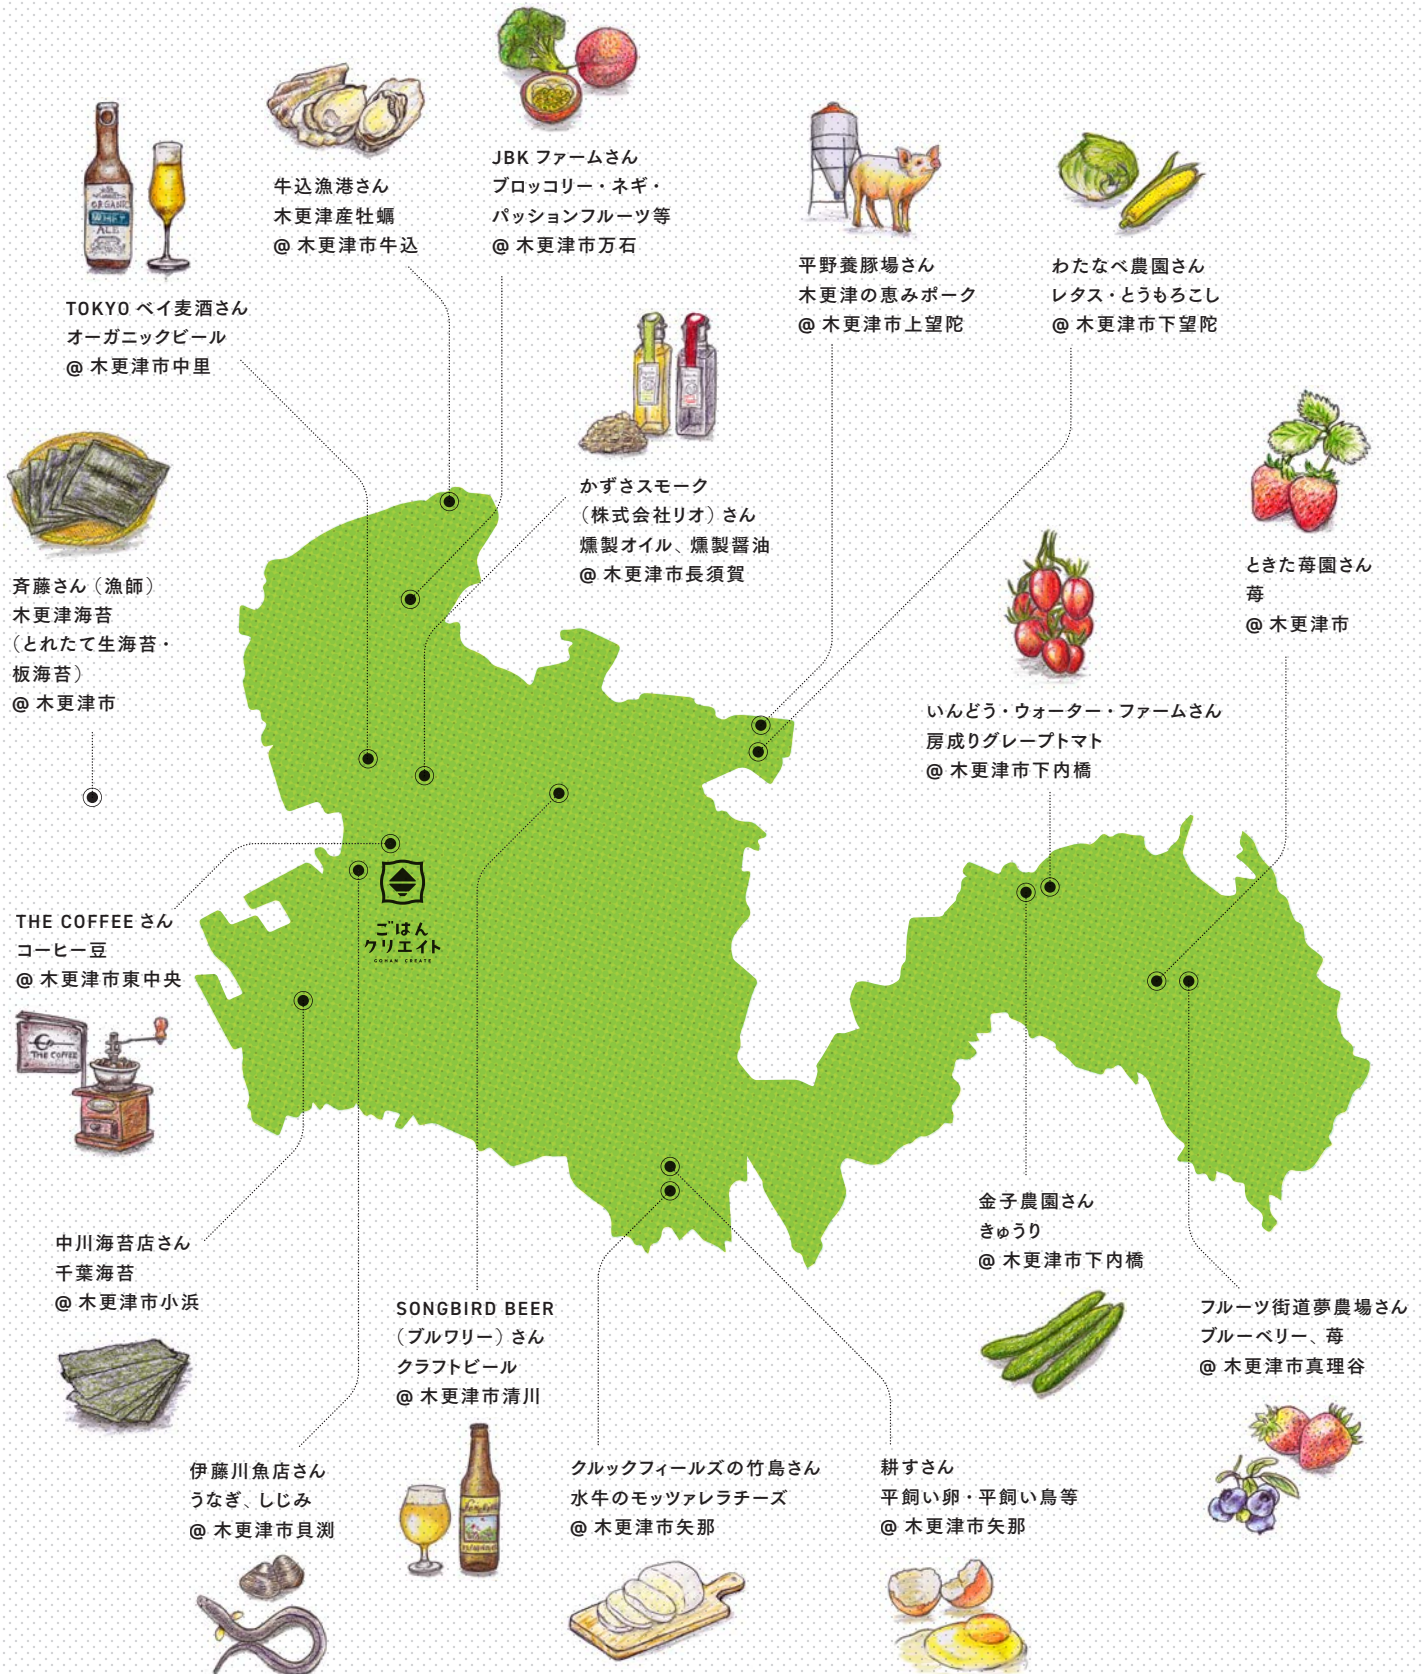 牛込漁港さん
木更津産牡蠣
@ 木更津市牛込
JBK ファームさん
ブロッコリー・ネギ・
パッションフルーツ等
@ 木更津市万石
平野養豚場さん
木更津の恵みポーク
@ 木更津市上望陀
わたなべ農園さん
レタス・とうもろこし
@ 木更津市下望陀
ORGANIC
ALE
TOKYO ベイ麦酒さん
オーガニックビール
@ 木更津市中里
かずさスモーク
（株式会社リオ）さん
燻製オイル、燻製醤油
@ 木更津市長須賀
ときた苺園さん
苺
@ 木更津市
斉藤さん（漁師）
木更津海苔
（とれたて生海苔・
板海苔）
@ 木更津市
いんどう・ウォーター・ファームさん
房成りグレープトマト
@ 木更津市下内橋
THE COFFEE さん
コーヒー豆
@ 木更津市東中央
THE COFFEE
ごはん
クリエイト
GOHAN CREATE
中川海苔店さん
千葉海苔
@ 木更津市小浜
金子農園さん
きゅうり
@ 木更津市下内橋
SONGBIRD BEER
（ブルワリー）さん
クラフトビール
@ 木更津市清川
フルーツ街道夢農場さん
ブルーベリー、苺
@ 木更津市真理谷
伊藤川魚店さん
うなぎ、しじみ
@ 木更津市貝渕
クルックフィールズの竹島さん
水牛のモッツァレラチーズ
@ 木更津市矢那
耕すさん
平飼い卵・平飼い鳥等
@ 木更津市矢那